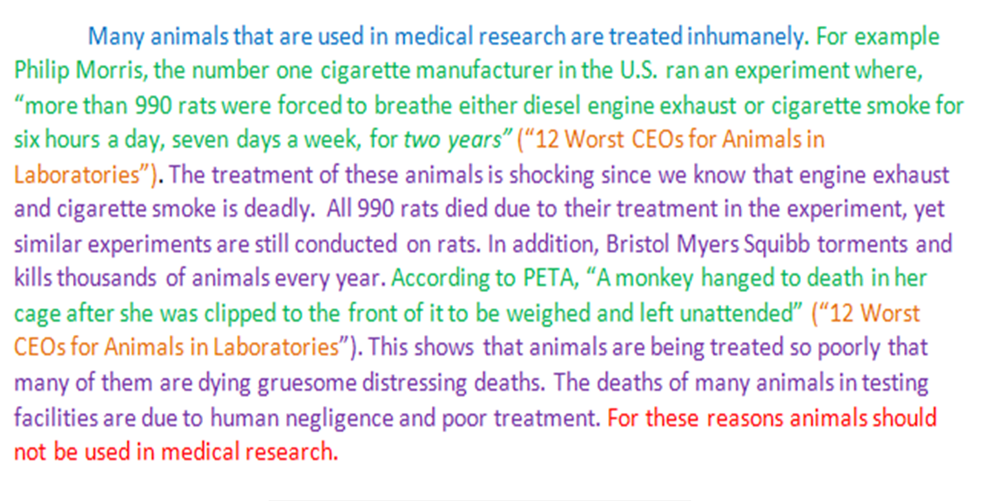 Many animals that are used in medical research are treated inhumanely. For example
Philip Morris, the number one cigarette manufacturer in the U.S. ran an experiment where,
“more than 990 rats were forced to breathe either diesel engine exhaust or cigarette smoke for
six hours a day, seven days a week, for two years” (“12 Worst CEOs for Animals in
Laboratories”). The treatment of these animals is shocking since we know that engine exhaust
and cigarette smoke is deadly.  All 990 rats died due to their treatment in the experiment, yet
similar experiments are still conducted on rats. In addition, Bristol Myers Squibb torments and
kills thousands of animals every year. According to PETA, “A monkey hanged to death in her
cage after she was clipped to the front of it to be weighed and left unattended” (“12 Worst
CEOs for Animals in Laboratories”). This shows that animals are being treated so poorly that
many of them are dying gruesome distressing deaths. The deaths of many animals in testing
facilities are due to human negligence and poor treatment. For these reasons animals should
not be used in medical research.